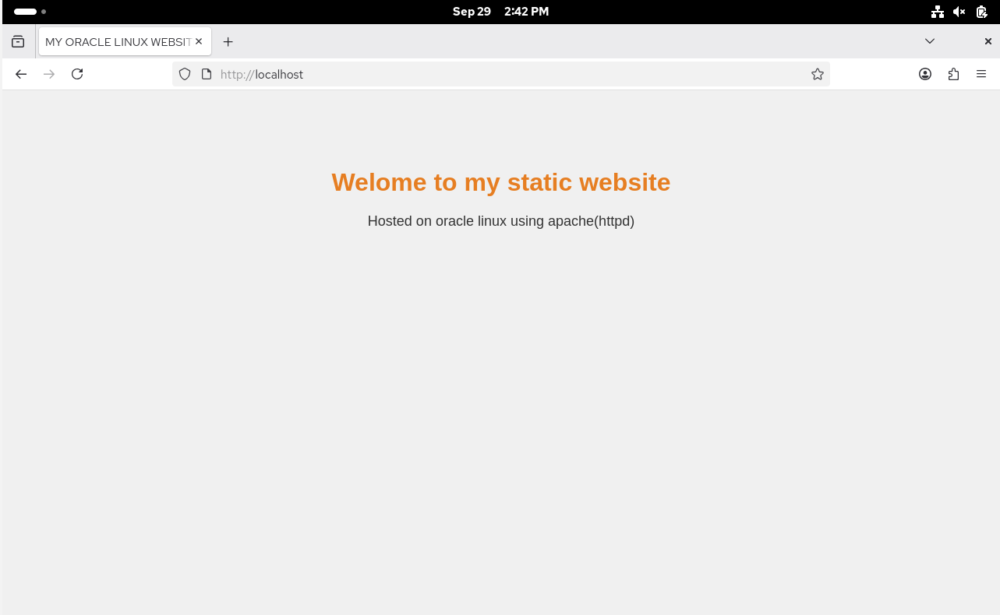 Sep 29 2:42 PM
MY ORACLE LINUX WEBSIT
http://localhost
Welome to my static website
Hosted on oracle linux using apache(httpd)